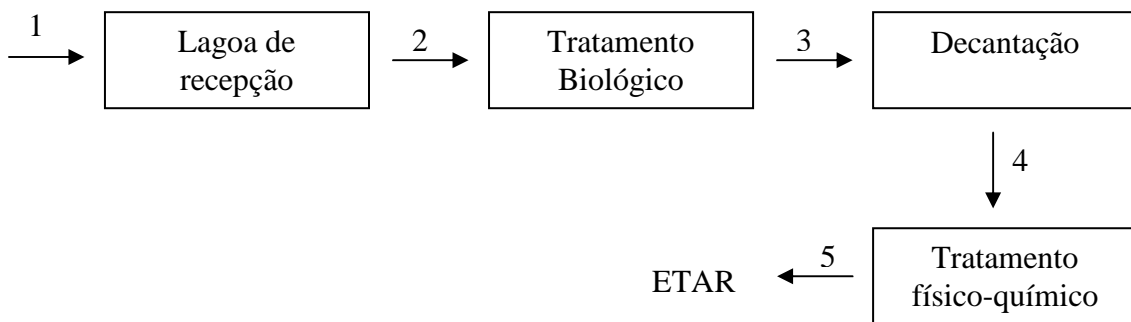 1
Lagoa de
recepção
2
Tratamento
Biológico
3
Decantação
4
Tratamento
físico-químico
5
ETAR